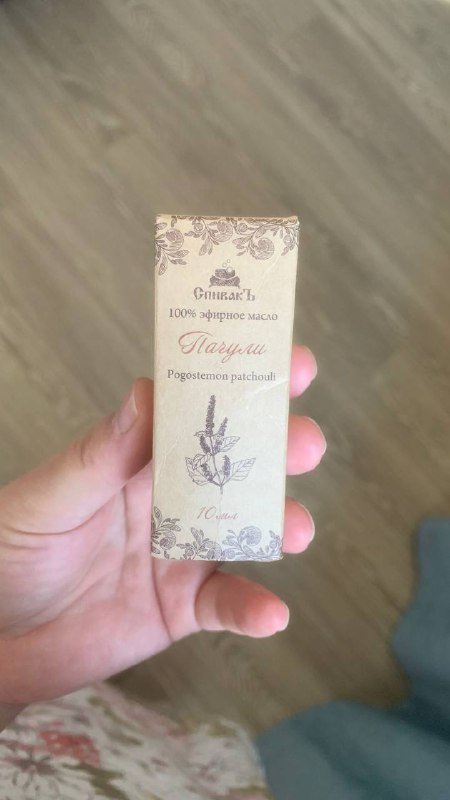 СпивакЪ
100% эфирное масло
Пачули
Pogostemon patchouli
10 мл